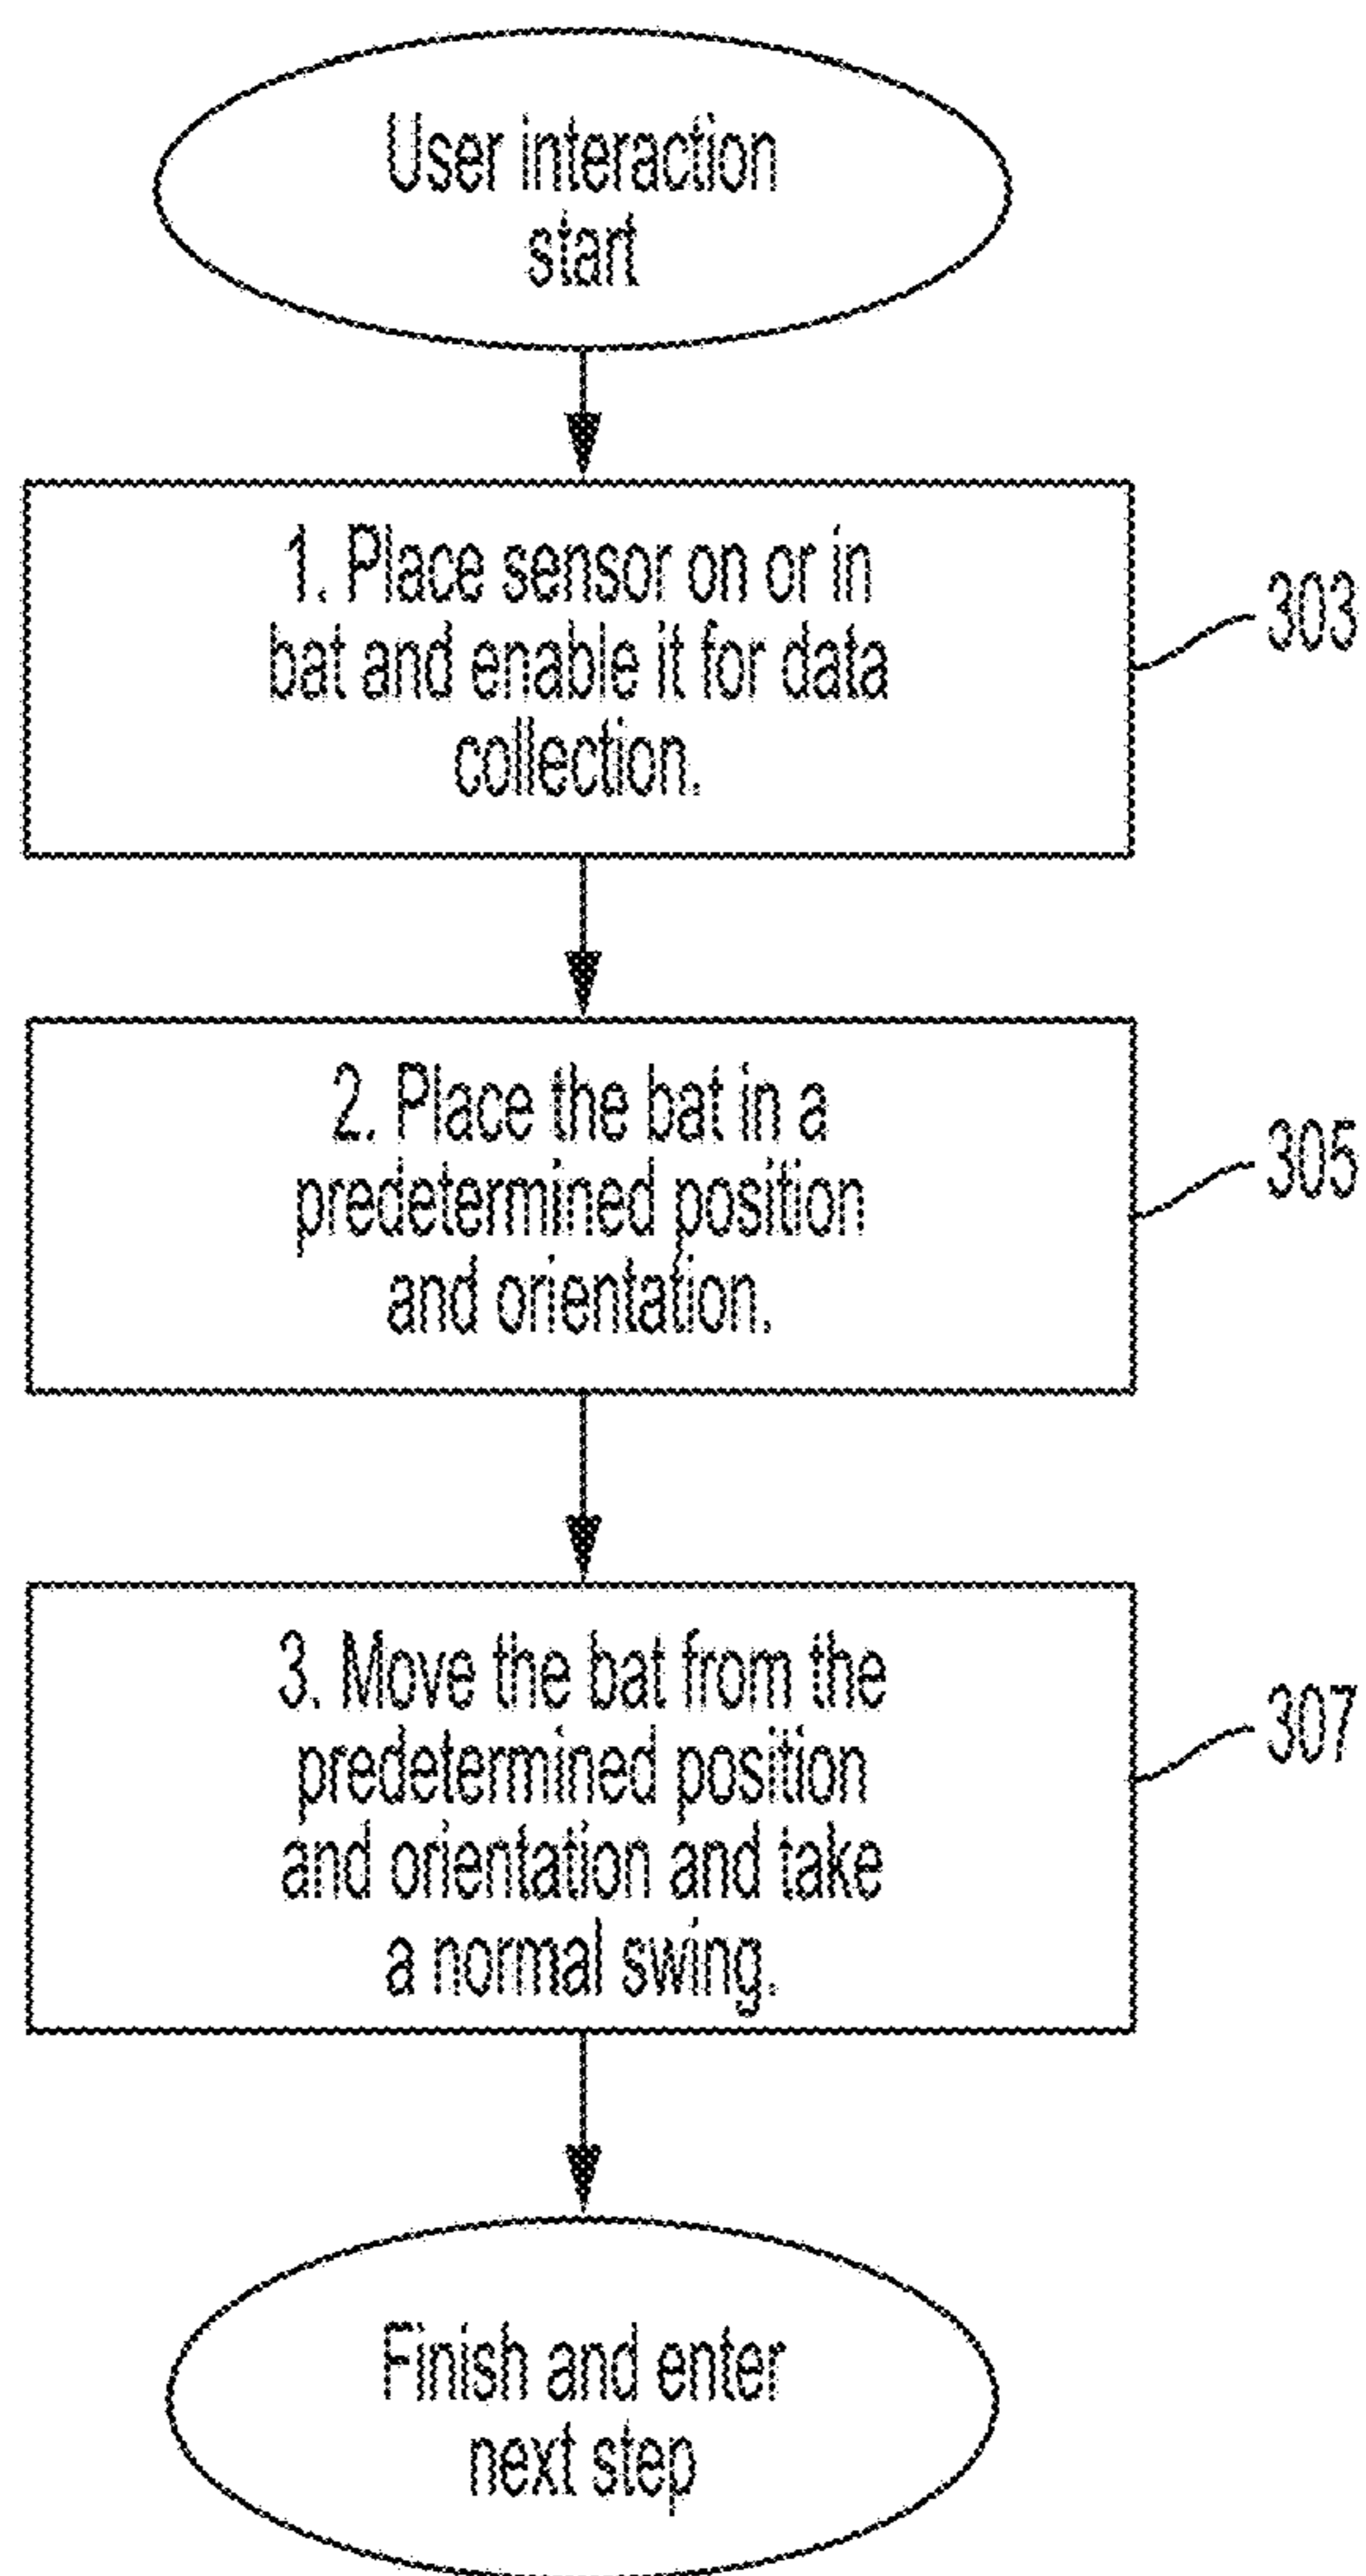 User interaction
start
1. Place sensor on or in
bat and enable it for data
collection.
303
2. Place the bat in a
predetermined position
and orientation.
305
3. Move the bat from the
predetermined position
and orientation and take
a normal swing.
307
Finish and enter
next step